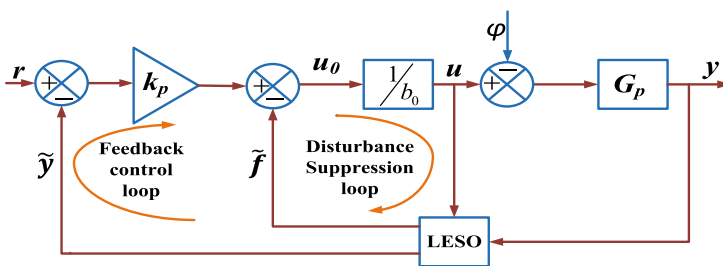 φ
r
+
−
k_p
+
−
u_0
1/b_0
u
+
−
G_p
y
ỹ
Feedback
control
loop
f̃
Disturbance
Suppression
loop
LESO